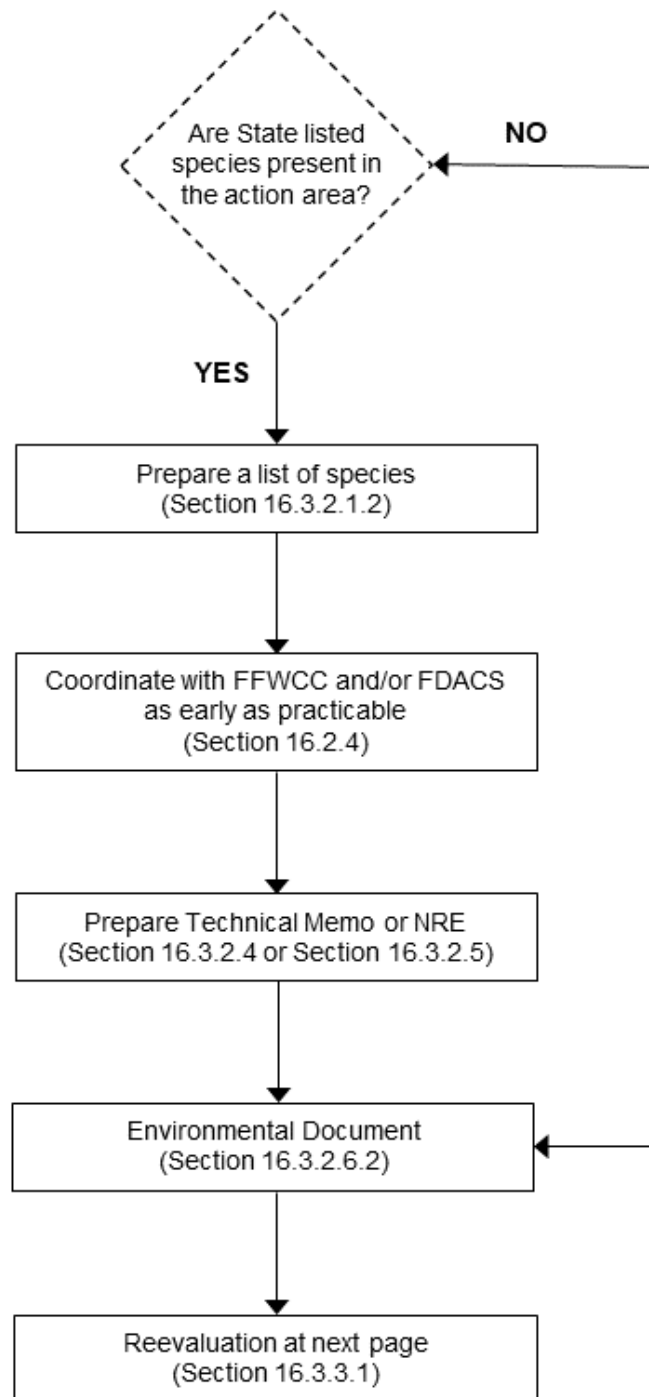 Are State listed
species present in
the action area?
NO
YES
Prepare a list of species
(Section 16.3.2.1.2)
Coordinate with FFWCC and/or FDACS
as early as practicable
(Section 16.2.4)
Prepare Technical Memo or NRE
(Section 16.3.2.4 or Section 16.3.2.5)
Environmental Document
(Section 16.3.2.6.2)
Reevaluation at next page
(Section 16.3.3.1)